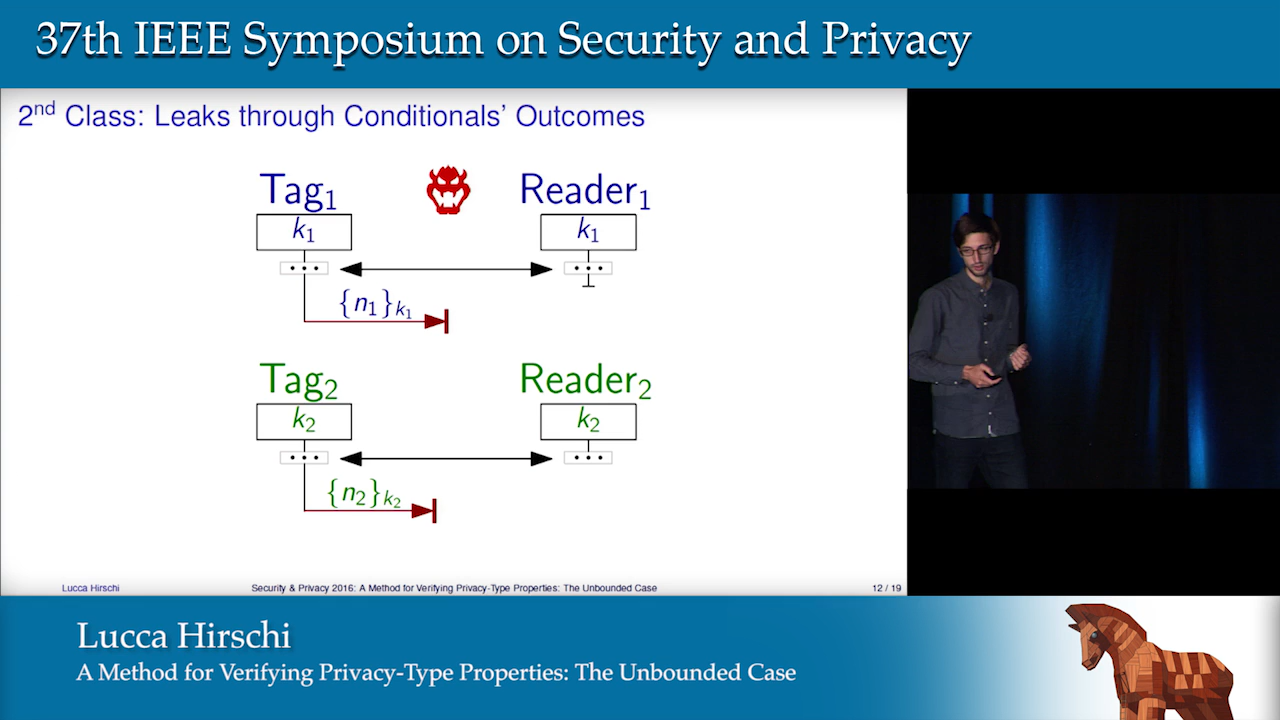 37th IEEE Symposium on Security and Privacy
2nd Class: Leaks through Conditionals' Outcomes
Tag1 Reader1
k1 k1
... ...
{n1}k1
Tag2 Reader2
k2 k2
... ...
{n2}k2
Lucca Hirschi Security & Privacy 2016: A Method for Verifying Privacy-Type Properties: The Unbounded Case 12 / 19
Lucca Hirschi
A Method for Verifying Privacy-Type Properties: The Unbounded Case